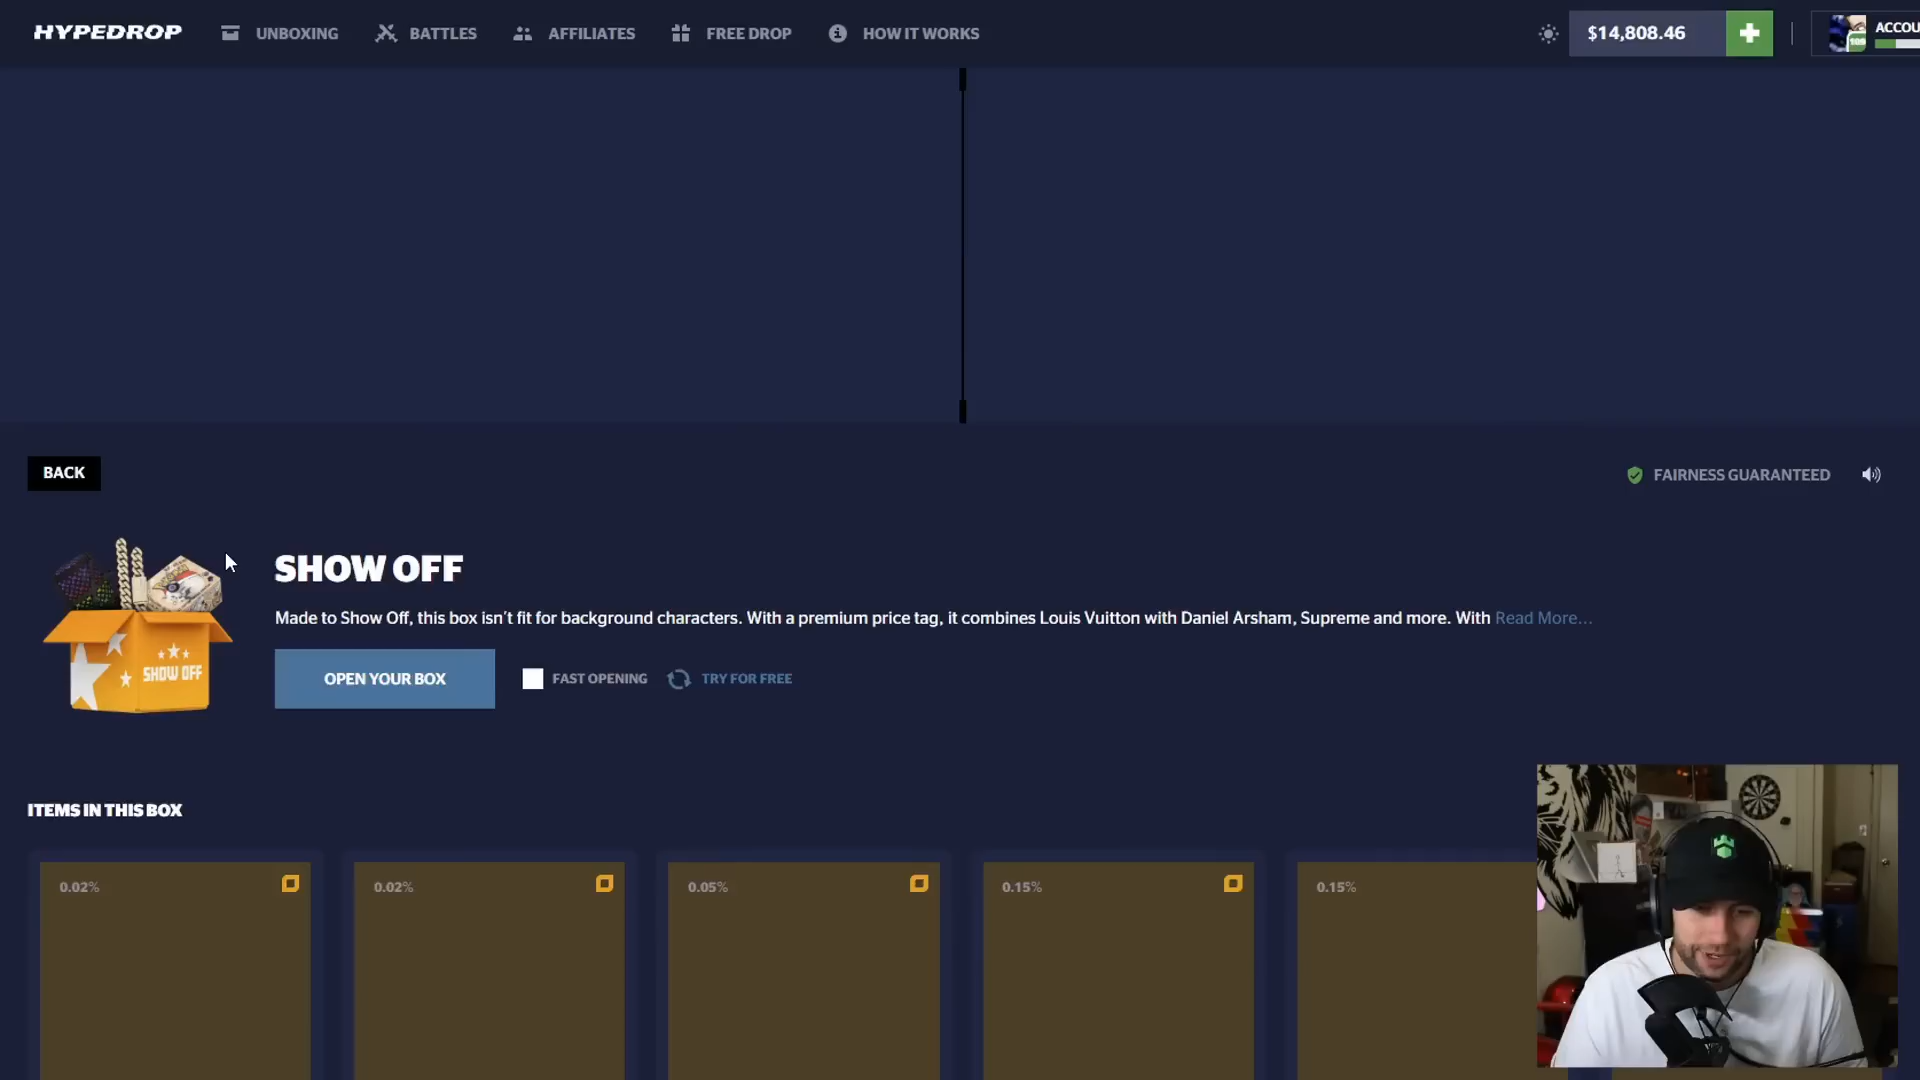 HYPEDROP
UNBOXING
BATTLES
AFFILIATES
FREE DROP
HOW IT WORKS
$14,808.46
ACCOU
BACK
FAIRNESS GUARANTEED
SHOW OFF
SHOW OFF
Made to Show Off, this box isn't fit for background characters. With a premium price tag, it combines Louis Vuitton with Daniel Arsham, Supreme and more. With Read More...
OPEN YOUR BOX
FAST OPENING
TRY FOR FREE
ITEMS IN THIS BOX
0.02%
0.02%
0.05%
0.15%
0.15%